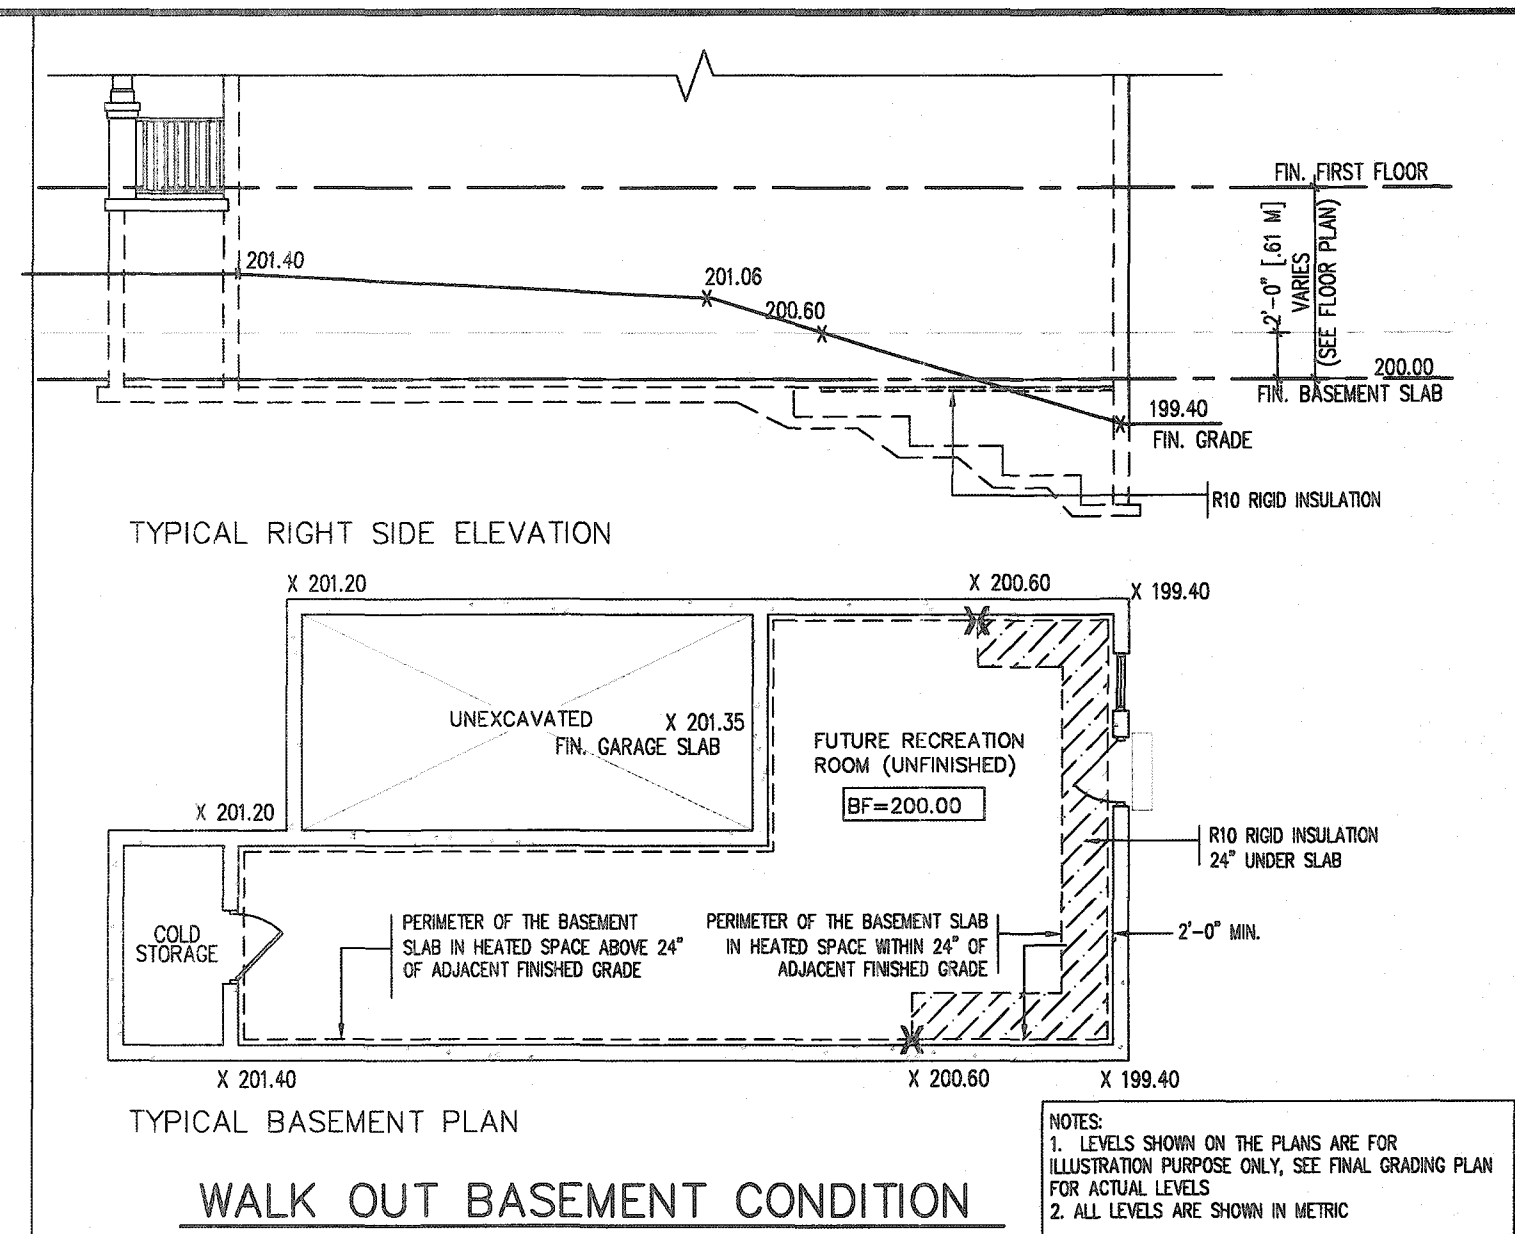 FIN. FIRST FLOOR
2'-0" [.61 M]
VARIES
(SEE FLOOR PLAN)
201.40
201.06
200.60
200.00
FIN. BASEMENT SLAB
199.40
FIN. GRADE
R10 RIGID INSULATION
TYPICAL RIGHT SIDE ELEVATION
X 201.20
X 200.60
X 199.40
UNEXCAVATED
X 201.35
FIN. GARAGE SLAB
FUTURE RECREATION
ROOM (UNFINISHED)
BF=200.00
X 201.20
R10 RIGID INSULATION
24" UNDER SLAB
COLD
STORAGE
PERIMETER OF THE BASEMENT
SLAB IN HEATED SPACE ABOVE 24"
OF ADJACENT FINISHED GRADE
PERIMETER OF THE BASEMENT SLAB
IN HEATED SPACE WITHIN 24" OF
ADJACENT FINISHED GRADE
2'-0" MIN.
X 201.40
X 200.60
X 199.40
TYPICAL BASEMENT PLAN
WALK OUT BASEMENT CONDITION
NOTES:
1. LEVELS SHOWN ON THE PLANS ARE FOR
ILLUSTRATION PURPOSE ONLY, SEE FINAL GRADING PLAN
FOR ACTUAL LEVELS
2. ALL LEVELS ARE SHOWN IN METRIC